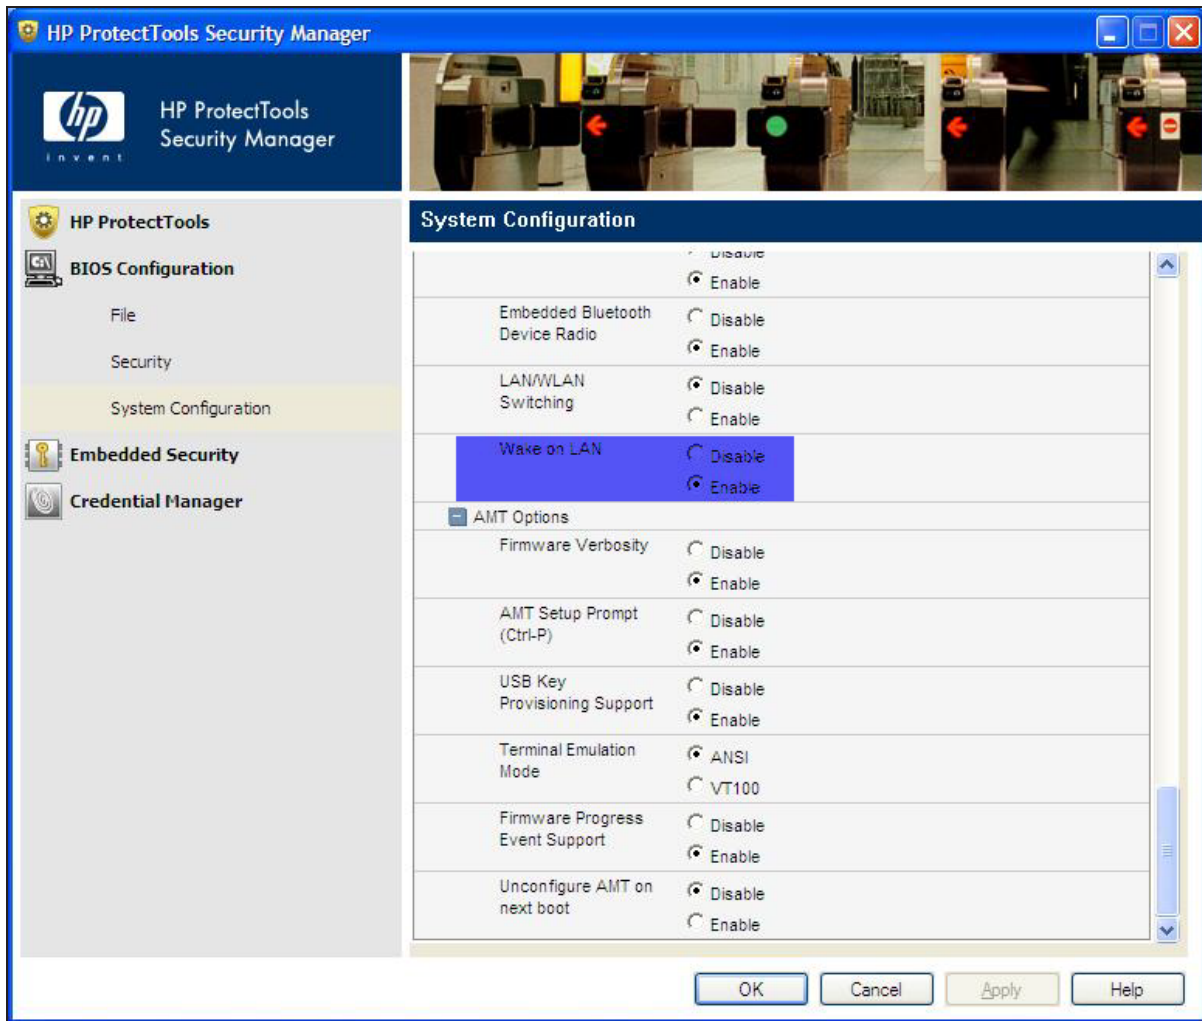 HP ProtectTools Security Manager
hp
invent
HP ProtectTools
Security Manager
HP ProtectTools
BIOS Configuration
File
Security
System Configuration
Embedded Security
Credential Manager
System Configuration
Disable
Enable
Embedded Bluetooth
Device Radio
Disable
Enable
LAN/WLAN
Switching
Disable
Enable
Wake on LAN
Disable
Enable
AMT Options
Firmware Verbosity
Disable
Enable
AMT Setup Prompt
(Ctrl-P)
Disable
Enable
USB Key
Provisioning Support
Disable
Enable
Terminal Emulation
Mode
ANSI
VT100
Firmware Progress
Event Support
Disable
Enable
Unconfigure AMT on
next boot
Disable
Enable
OK
Cancel
Apply
Help